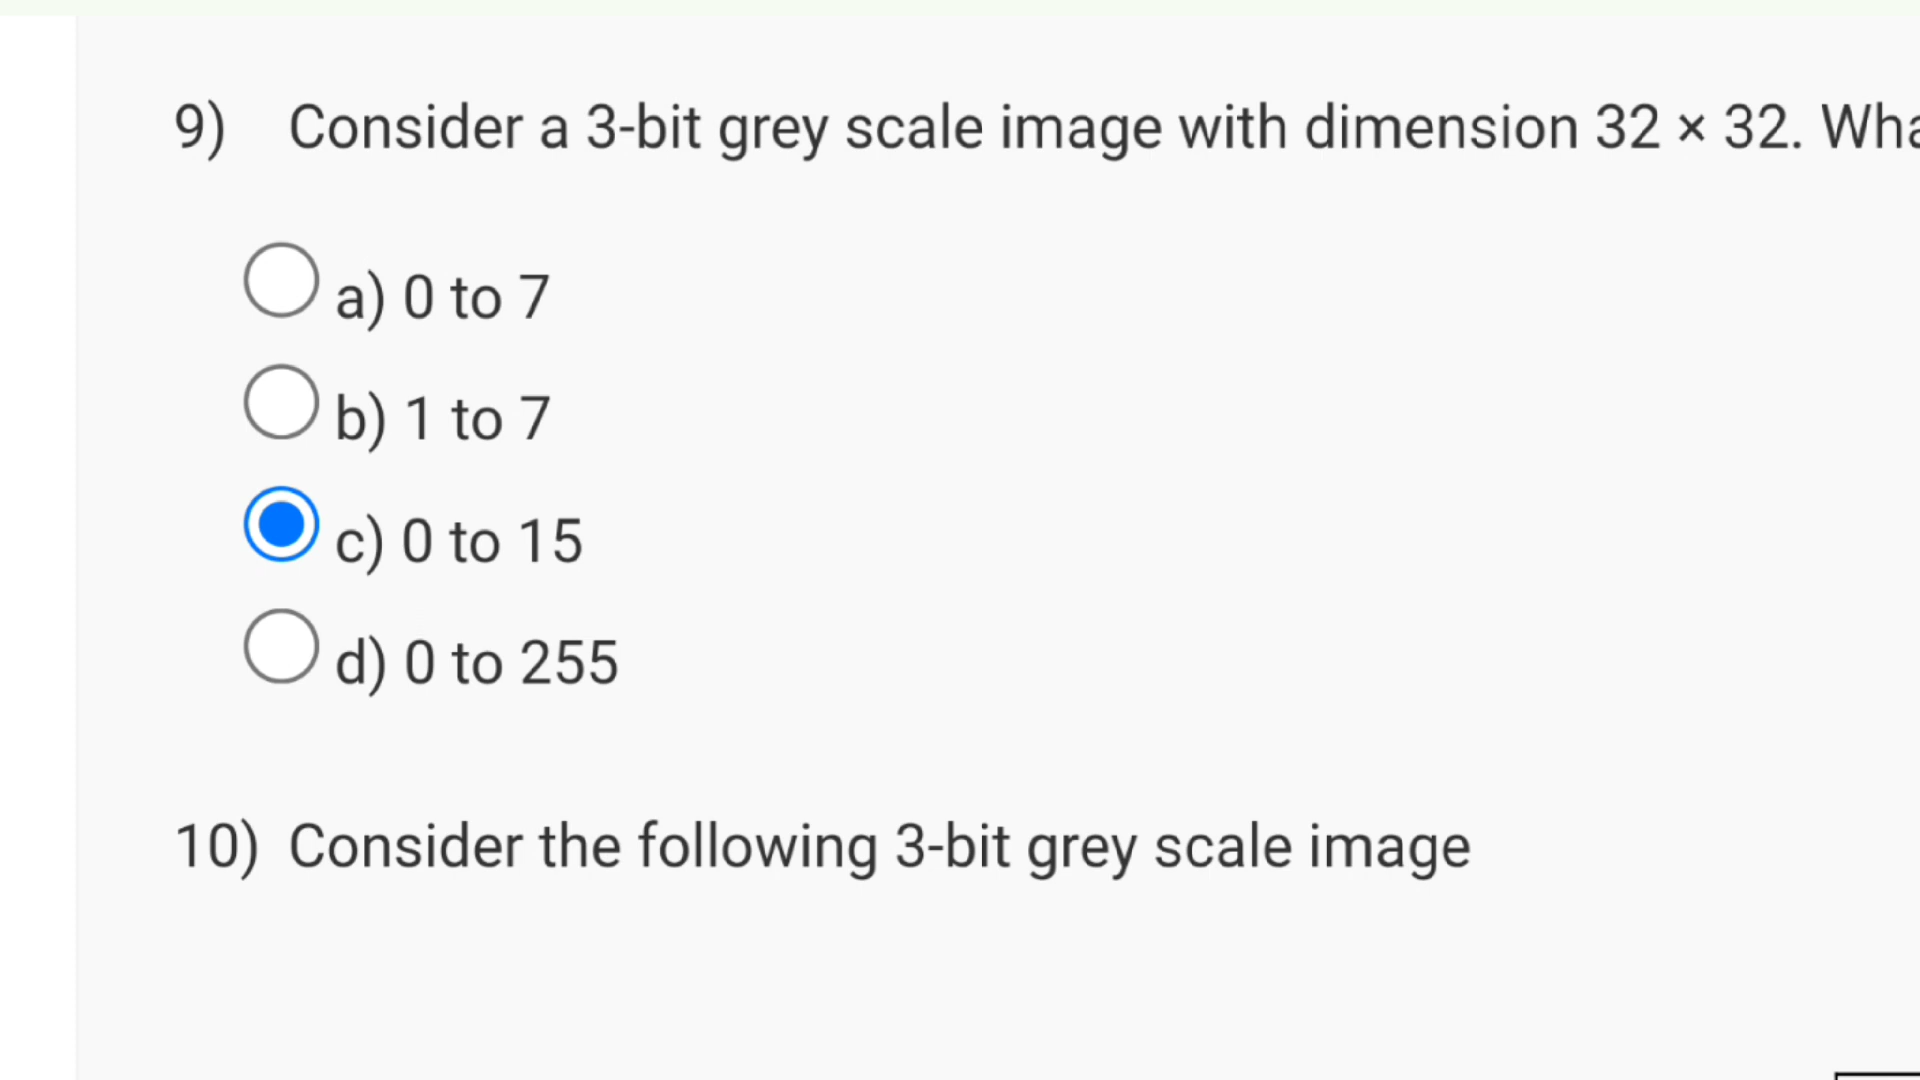 9) Consider a 3-bit grey scale image with dimension 32 × 32.
a) 0 to 7
b) 1 to 7
c) 0 to 15
d) 0 to 255
10) Consider the following 3-bit grey scale image